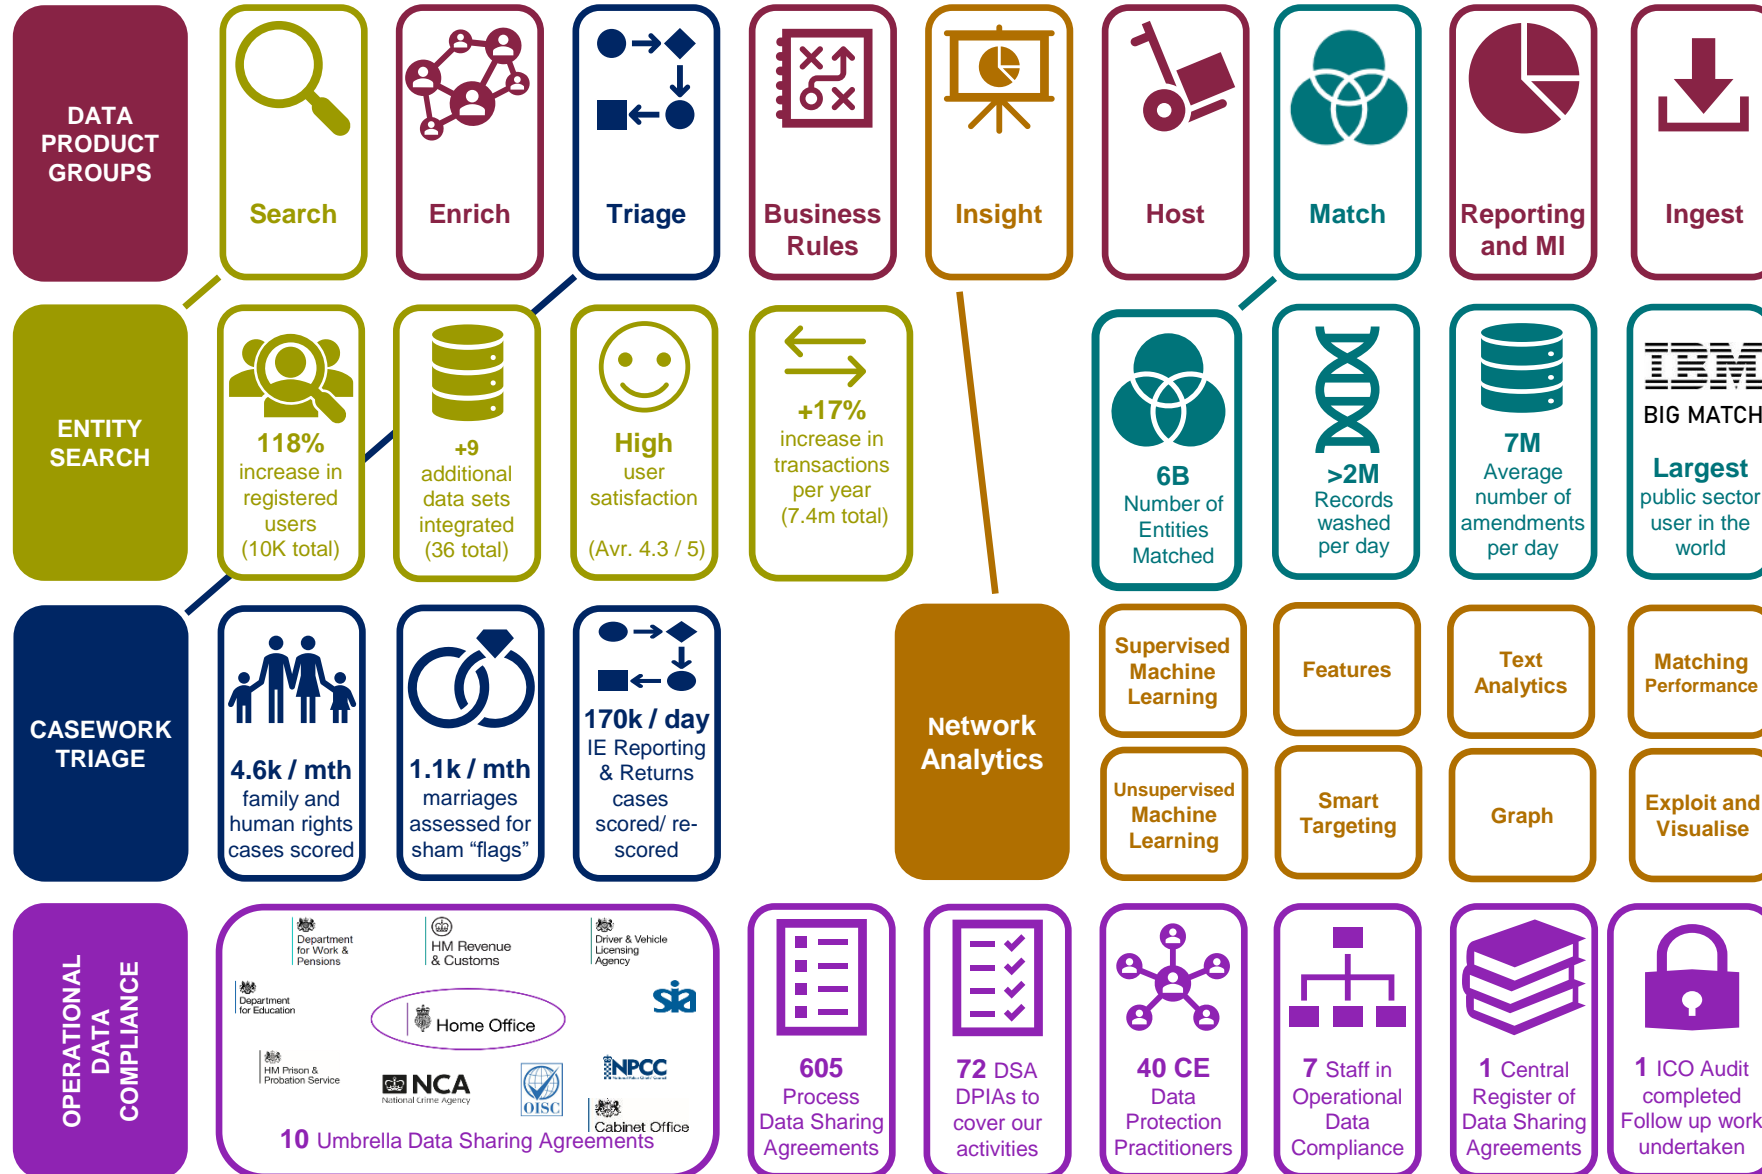 DATA
PRODUCT
GROUPS
Search
Enrich
Triage
Business
Rules
Insight
Host
Match
Reporting
and MI
Ingest
ENTITY
SEARCH
118%
increase in
registered
users
(10K total)
+9
additional
data sets
integrated
(36 total)
High
user
satisfaction
(Avr. 4.3 / 5)
+17%
increase in
transactions
per year
(7.4m total)
6B
Number of
Entities
Matched
>2M
Records
washed
per day
7M
Average
number of
amendments
per day
IBM
BIG MATCH
Largest
public sector
user in the
world
CASEWORK
TRIAGE
4.6k / mth
family and
human rights
cases scored
1.1k / mth
marriages
assessed for
sham “flags”
170k / day
IE Reporting
& Returns
cases
scored/ re-
scored
Network
Analytics
Supervised
Machine
Learning
Features
Text
Analytics
Matching
Performance
Unsupervised
Machine
Learning
Smart
Targeting
Graph
Exploit and
Visualise
OPERATIONAL
DATA
COMPLIANCE
Department
for Work &
Pensions
HM Revenue
& Customs
Driver & Vehicle
Licensing
Agency
Department
for Education
Home Office
sia
HM Prison &
Probation Service
NCA
National Crime Agency
OISC
NPCC
Cabinet Office
10 Umbrella Data Sharing Agreements
605
Process
Data Sharing
Agreements
72 DSA
DPIAs to
cover our
activities
40 CE
Data
Protection
Practitioners
7 Staff in
Operational
Data
Compliance
1 Central
Register of
Data Sharing
Agreements
1 ICO Audit
completed
Follow up work
undertaken